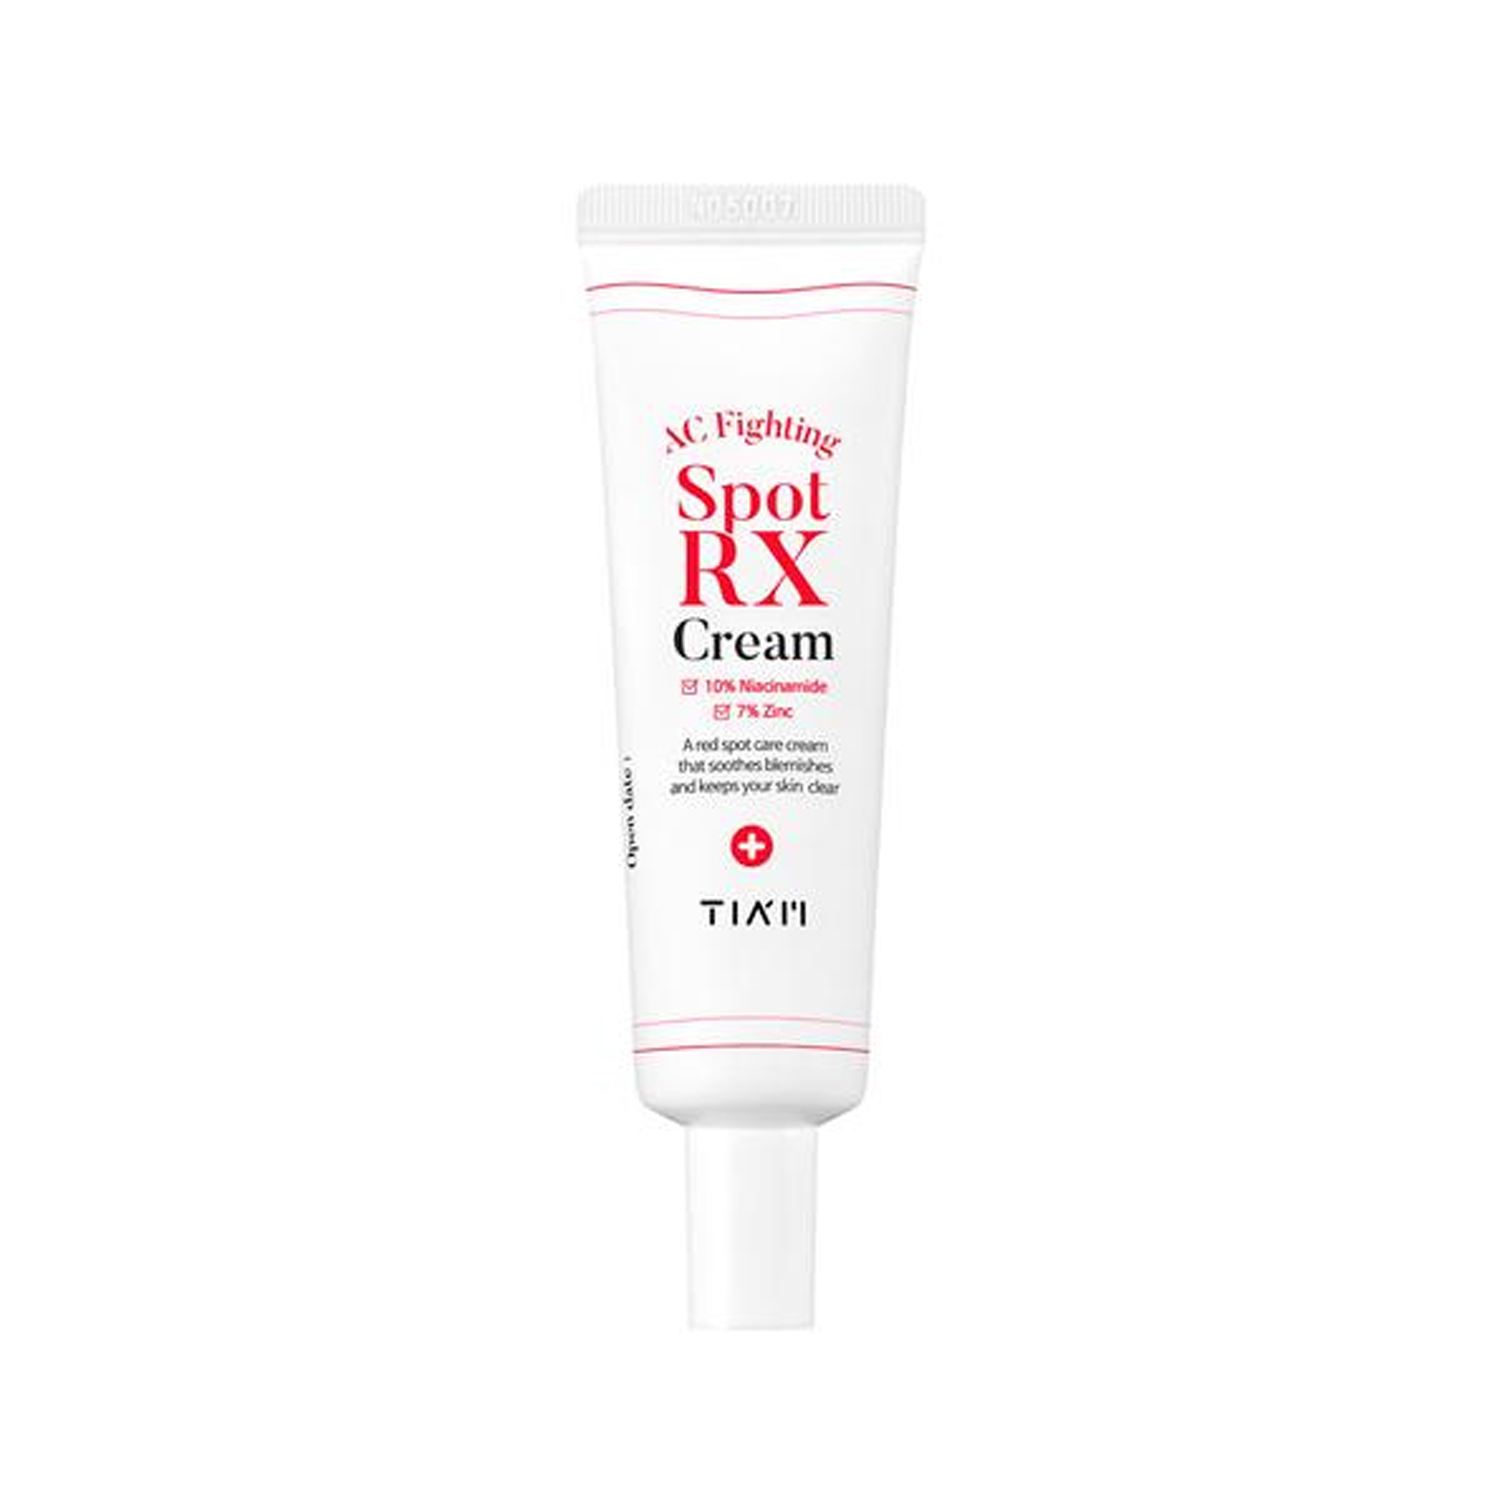 AC Fighting
Spot
RX
Cream
10% Niacinamide
7% Zinc
A red spot care cream
that soothes blemishes
and keeps your skin clear
TIAM
Open date :